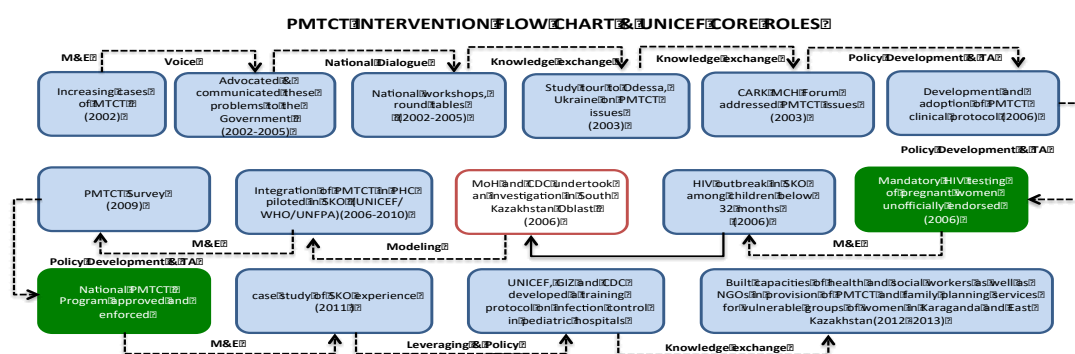 PMTCT INTERVENTION FLOW CHART & UNICEF CORE ROLES
M&E
Voice
National Dialogue
Knowledge exchange
Knowledge exchange
Policy Development & TA
Increasing cases
of MTCT
(2002)
Advocated &
communicated these
problems to the
Government
(2002-2005)
National workshops,
round tables
(2002-2005)
Study tour to Odessa,
Ukraine on PMTCT
issues
(2003)
CARK MCH Forum
addressed PMTCT issues
(2003)
Development and
adoption of PMTCT
clinical protocol (2006)
Policy Development & TA
PMTCT Survey
(2009)
Integration of PMTCT in PHC
piloted in SKO (UNICEF/
WHO/UNFPA)(2006-2010)
MoH and CDC undertook
an investigation in South
Kazakhstan Oblast
(2006)
HIV outbreak in SKO
among children below
32 months
(2006)
Mandatory HIV testing
of pregnant women
unofficially endorsed
(2006)
M&E
Modeling
M&E
Policy Development & TA
National PMTCT
Program approved and
enforced
case study of SKO experience
(2011)
UNICEF, GIZ and CDC
developed a training
protocol on infection control
in pediatric hospitals
Built capacities of health and social workers as well as
NGOs in provision of PMTCT and family planning services
for vulnerable groups of women in Karaganda and East
Kazakhstan (2012-2013)
M&E
Leveraging & Policy
Knowledge exchange